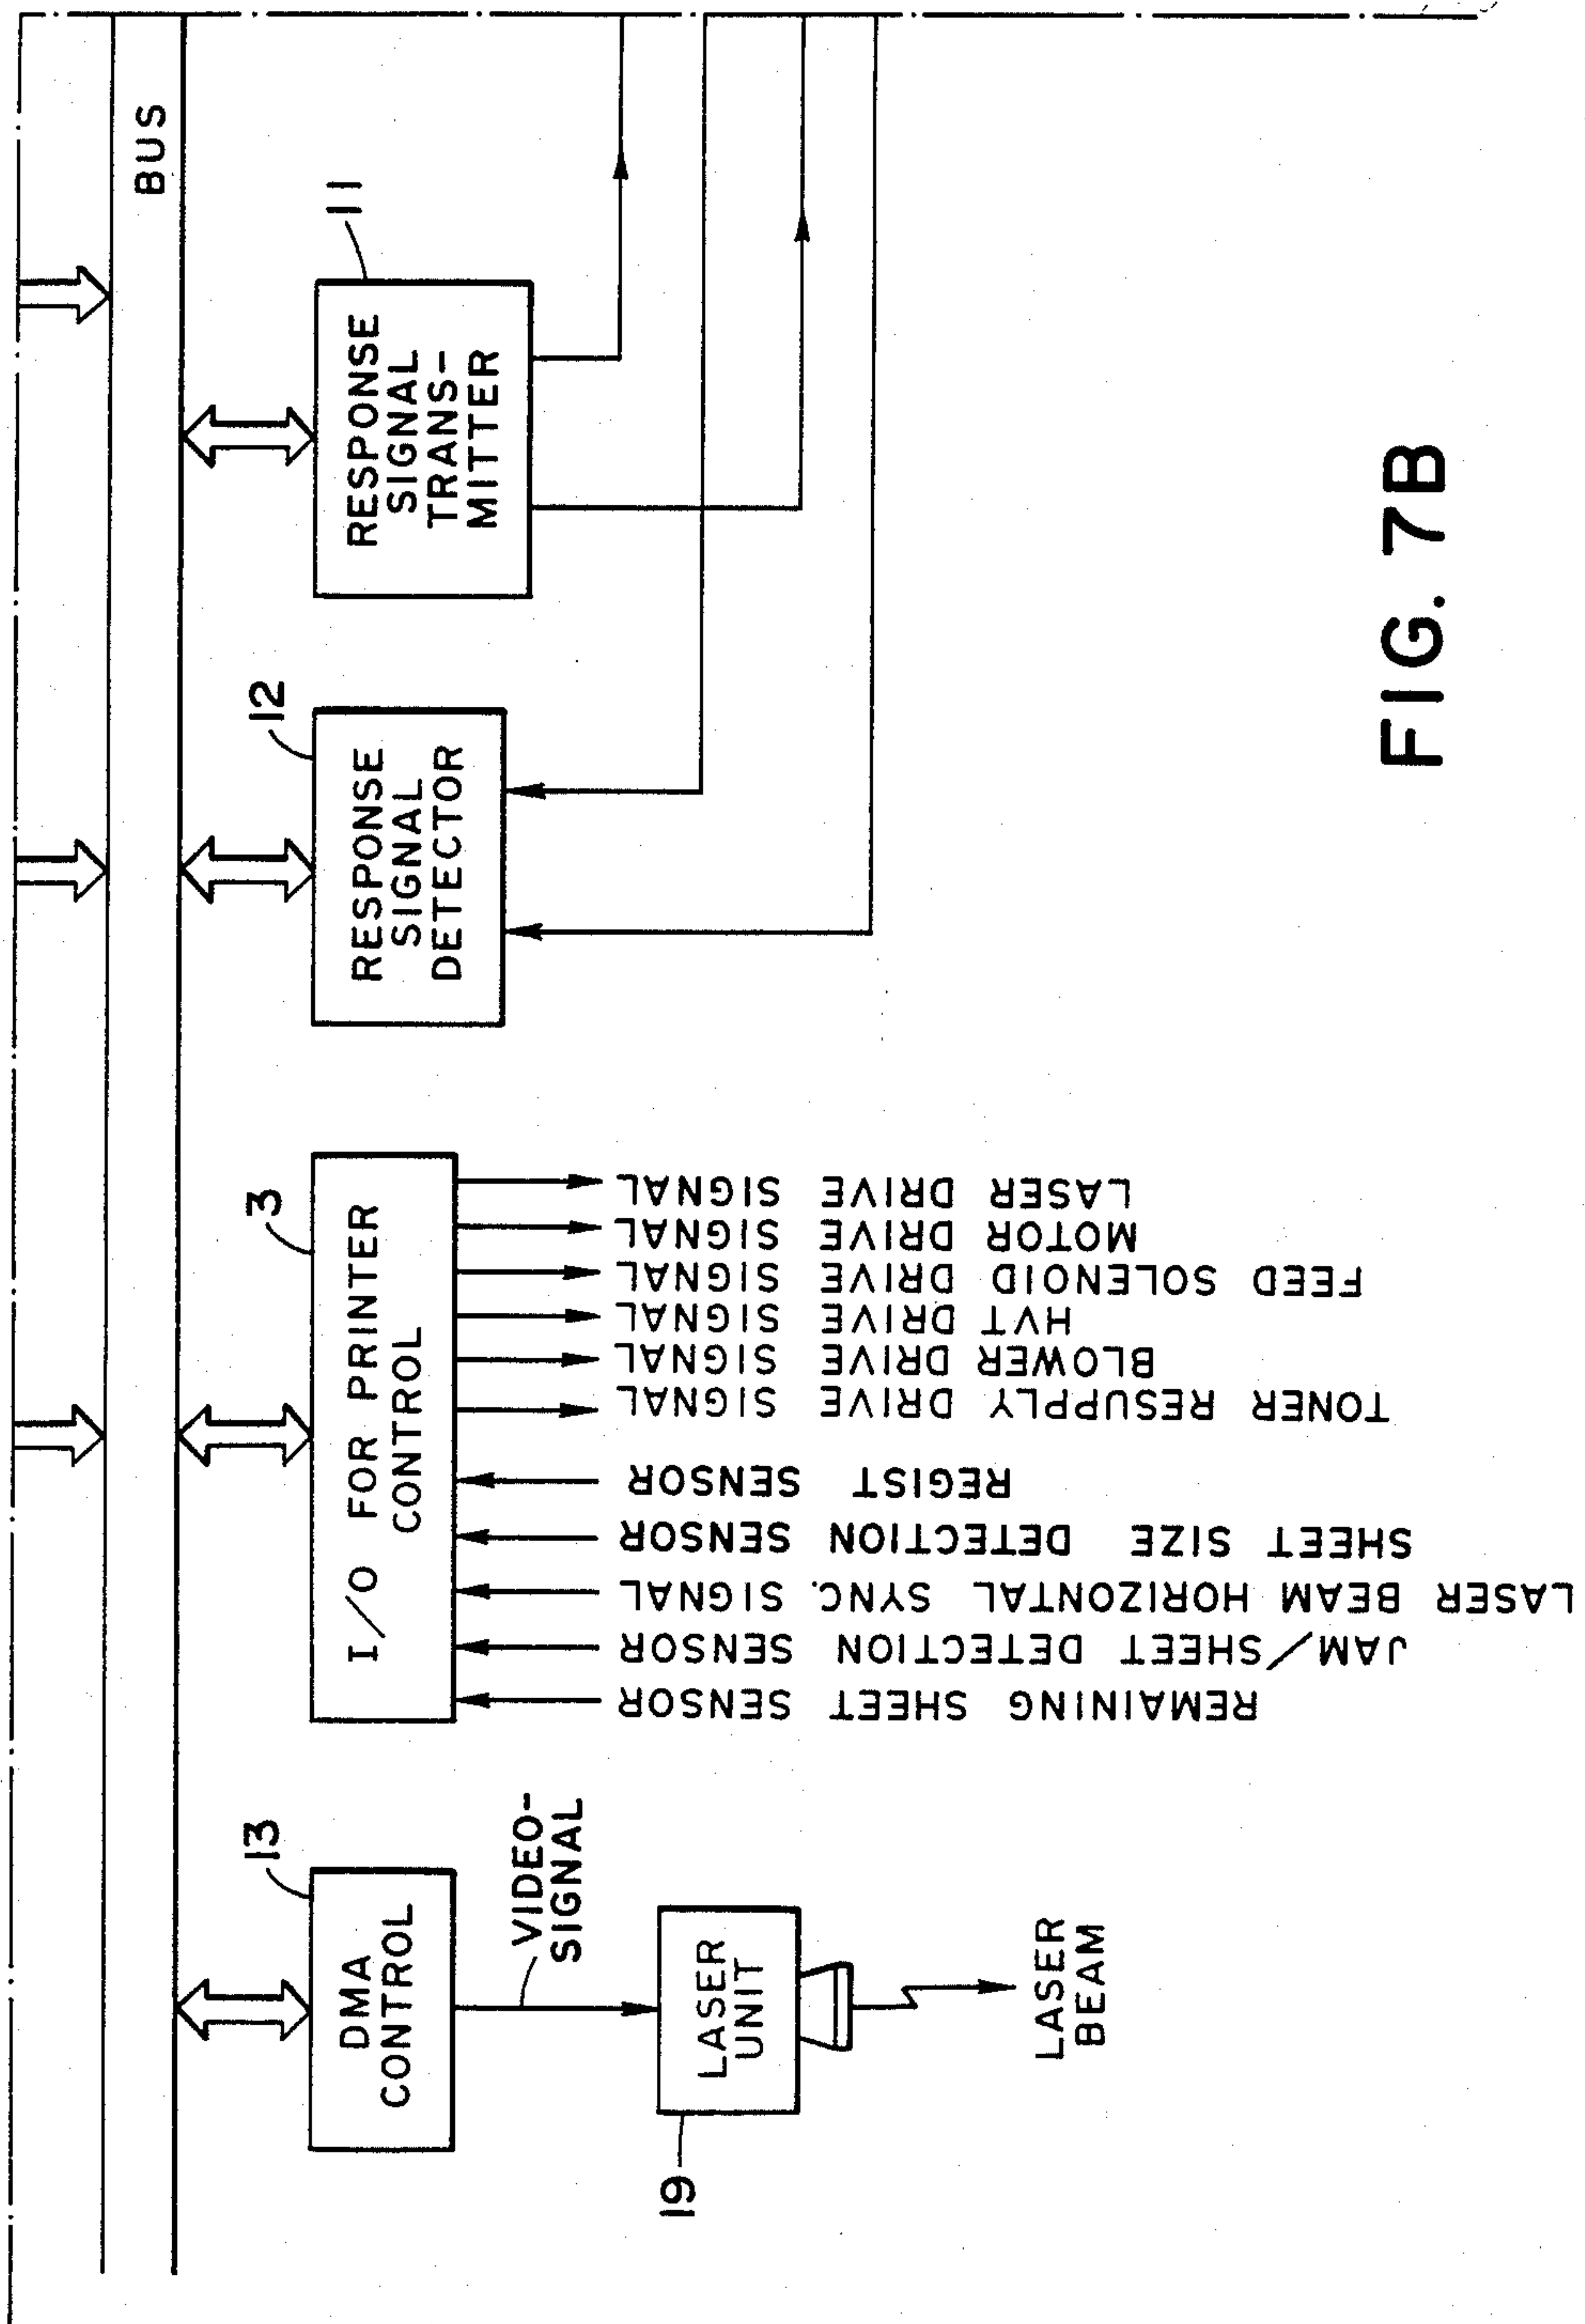 BUS
13
DMA
CONTROL
VIDEO-
SIGNAL
LASER
UNIT
19
LASER
BEAM
3
I/O FOR PRINTER
CONTROL
REMAINING SHEET SENSOR
JAM/SHEET DETECTION SENSOR
LASER BEAM HORIZONTAL SYNC. SIGNAL
SHEET SIZE DETECTION SENSOR
REGIST SENSOR
TONER RESUPPLY DRIVE SIGNAL
BLOWER DRIVE SIGNAL
HVT DRIVE SIGNAL
FEED SOLENOID DRIVE SIGNAL
MOTOR DRIVE SIGNAL
LASER DRIVE SIGNAL
12
RESPONSE
SIGNAL
DETECTOR
11
RESPONSE
SIGNAL
TRANS-
MITTER
FIG. 7B